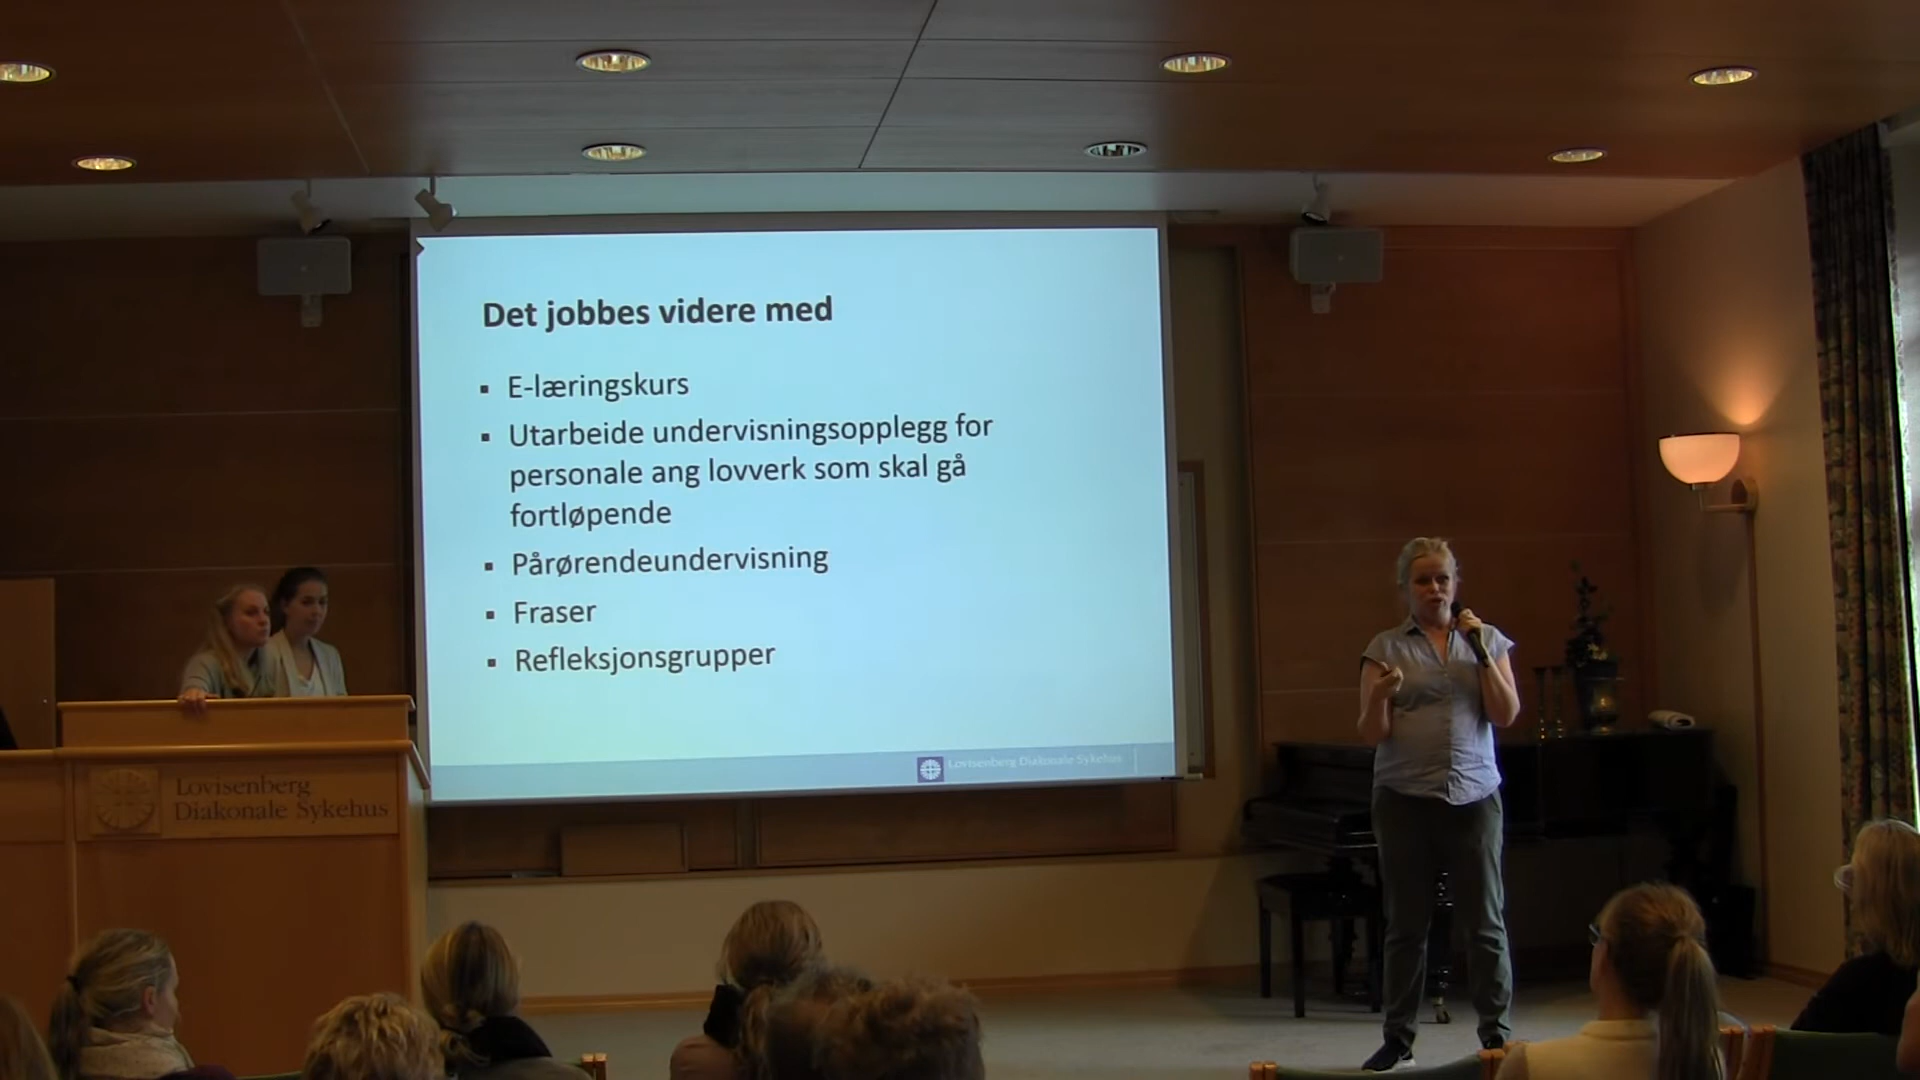 Det jobbes videre med
▪ E-læringskurs
▪ Utarbeide undervisningsopplegg for
personale ang lovverk som skal gå
fortløpende
▪ Pårørendeundervisning
▪ Fraser
▪ Refleksjonsgrupper
Lovisenberg Diakonale Sykehus
Lovisenberg
Diakonale Sykehus